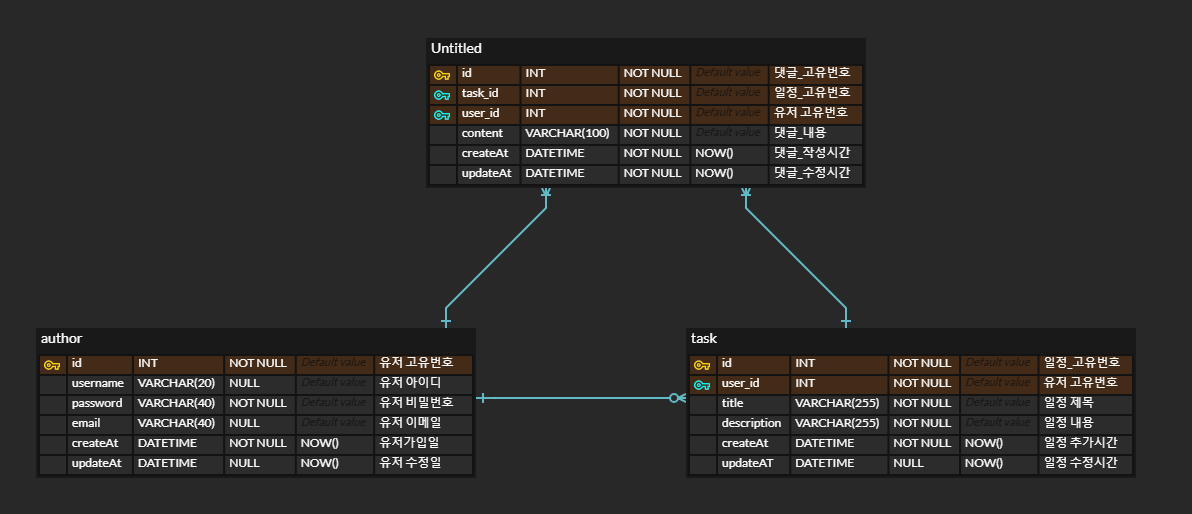 Untitled
id INT NOT NULL Default value 댓글_고유번호
task_id INT NOT NULL Default value 일정_고유번호
user_id INT NOT NULL Default value 유저 고유번호
content VARCHAR(100) NOT NULL Default value 댓글_내용
createAt DATETIME NOT NULL NOW() 댓글_작성시간
updateAt DATETIME NOT NULL NOW() 댓글_수정시간
author
id INT NOT NULL Default value 유저 고유번호
username VARCHAR(20) NULL Default value 유저 아이디
password VARCHAR(40) NOT NULL Default value 유저 비밀번호
email VARCHAR(40) NULL Default value 유저 이메일
createAt DATETIME NOT NULL NOW() 유저가입일
updateAt DATETIME NULL NOW() 유저 수정일
task
id INT NOT NULL Default value 일정_고유번호
user_id INT NOT NULL Default value 유저 고유번호
title VARCHAR(255) NOT NULL Default value 일정 제목
description VARCHAR(255) NOT NULL Default value 일정 내용
createAt DATETIME NOT NULL NOW() 일정 추가시간
updateAT DATETIME NULL NOW() 일정 수정시간